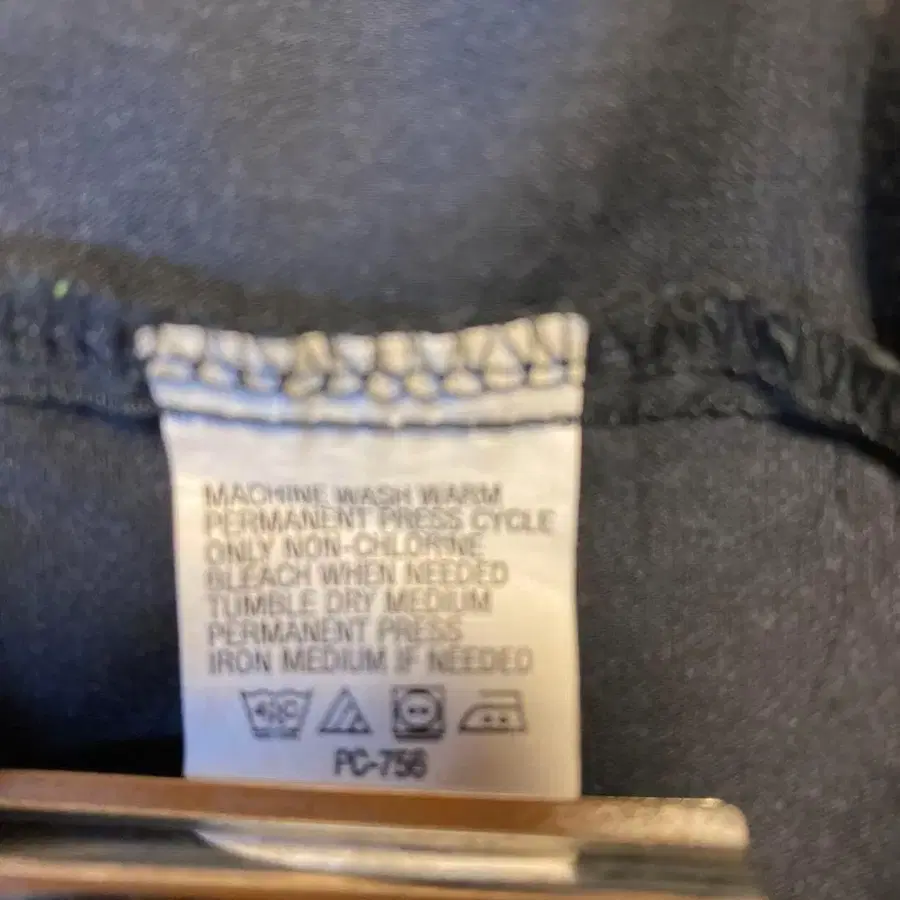 MACHINE WASH WARM
PERMANENT PRESS CYCLE
ONLY NON-CHLORINE
BLEACH WHEN NEEDED
TUMBLE DRY MEDIUM
PERMANENT PRESS
IRON MEDIUM IF NEEDED
PC-756